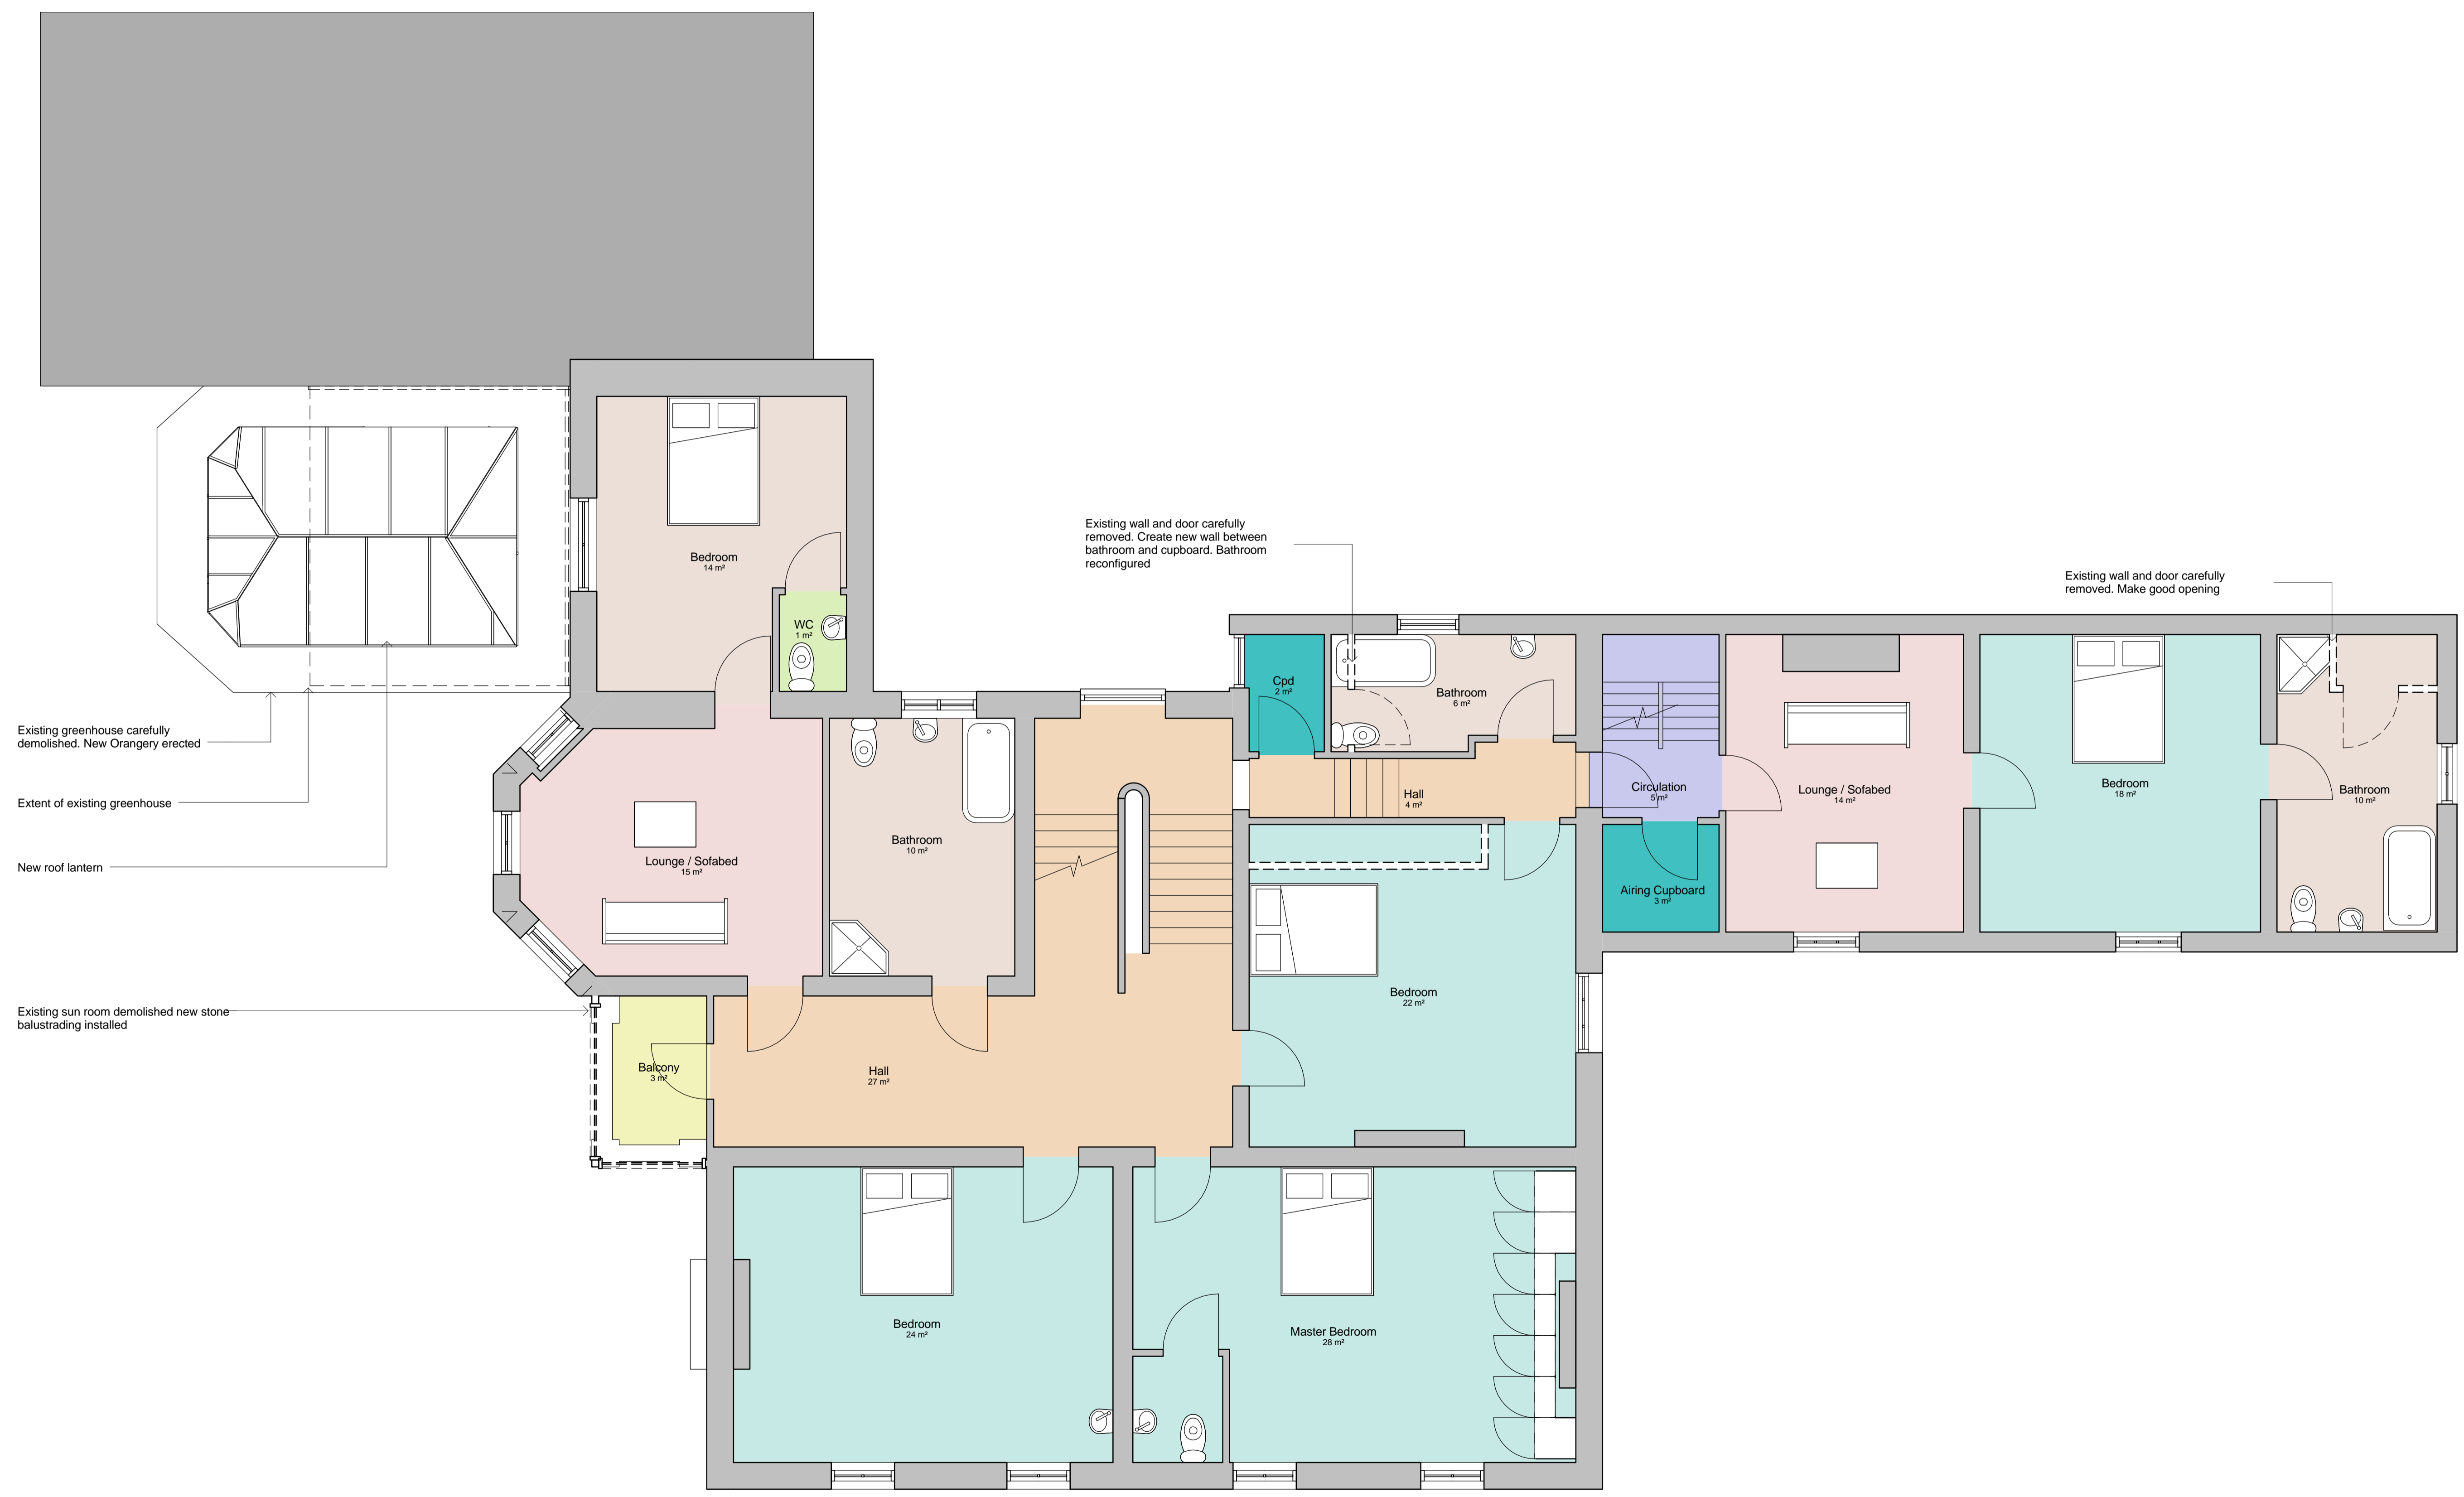 Existing wall and door carefully
removed. Create new wall between
bathroom and cupboard. Bathroom
reconfigured
Existing wall and door carefully
removed. Make good opening
Bedroom
14 m²
WC
1 m²
Cpd
2 m²
Bathroom
6 m²
Existing greenhouse carefully
demolished. New Orangery erected
Extent of existing greenhouse
New roof lantern
Existing sun room demolished new stone
balustrading installed
Lounge / Sofabed
15 m²
Bathroom
10 m²
Hall
4 m²
Circulation
5 m²
Lounge / Sofabed
14 m²
Bedroom
18 m²
Bathroom
10 m²
Airing Cupboard
3 m²
Bedroom
22 m²
Balcony
3 m²
Hall
27 m²
Bedroom
24 m²
Master Bedroom
28 m²